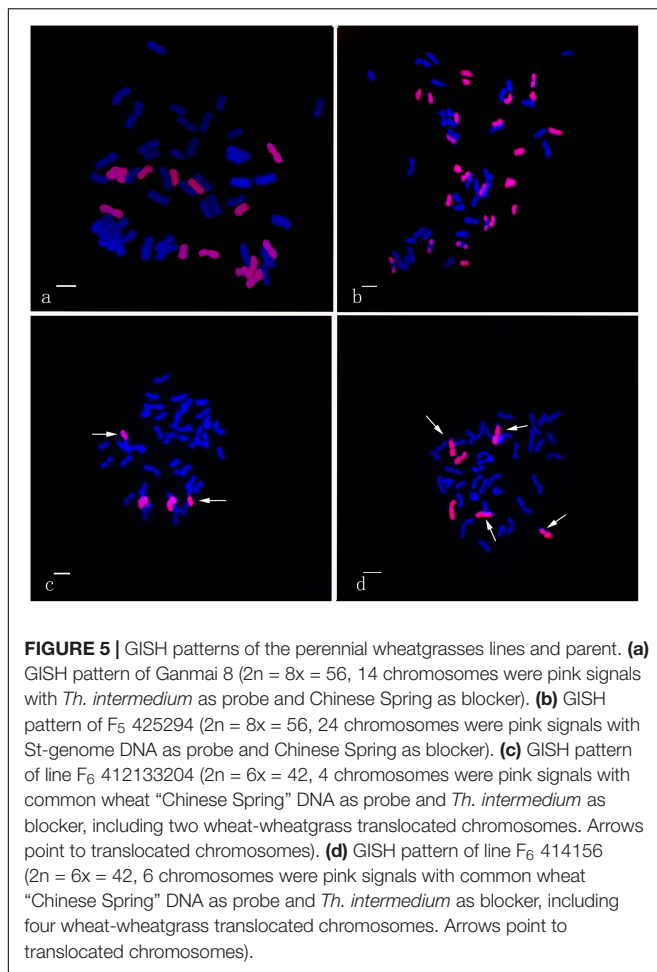 a
b
c
d
FIGURE 5 | GISH patterns of the perennial wheatgrasses lines and parent. (a)
GISH pattern of Ganmai 8 (2n = 8x = 56, 14 chromosomes were pink signals
with Th. intermedium as probe and Chinese Spring as blocker). (b) GISH
pattern of F5 425294 (2n = 8x = 56, 24 chromosomes were pink signals with
St-genome DNA as probe and Chinese Spring as blocker). (c) GISH pattern
of line F6 412133204 (2n = 6x = 42, 4 chromosomes were pink signals with
common wheat “Chinese Spring” DNA as probe and Th. intermedium as
blocker, including two wheat-wheatgrass translocated chromosomes. Arrows
point to translocated chromosomes). (d) GISH pattern of line F6 414156
(2n = 6x = 42, 6 chromosomes were pink signals with common wheat
“Chinese Spring” DNA as probe and Th. intermedium as blocker, including
four wheat-wheatgrass translocated chromosomes. Arrows point to
translocated chromosomes).